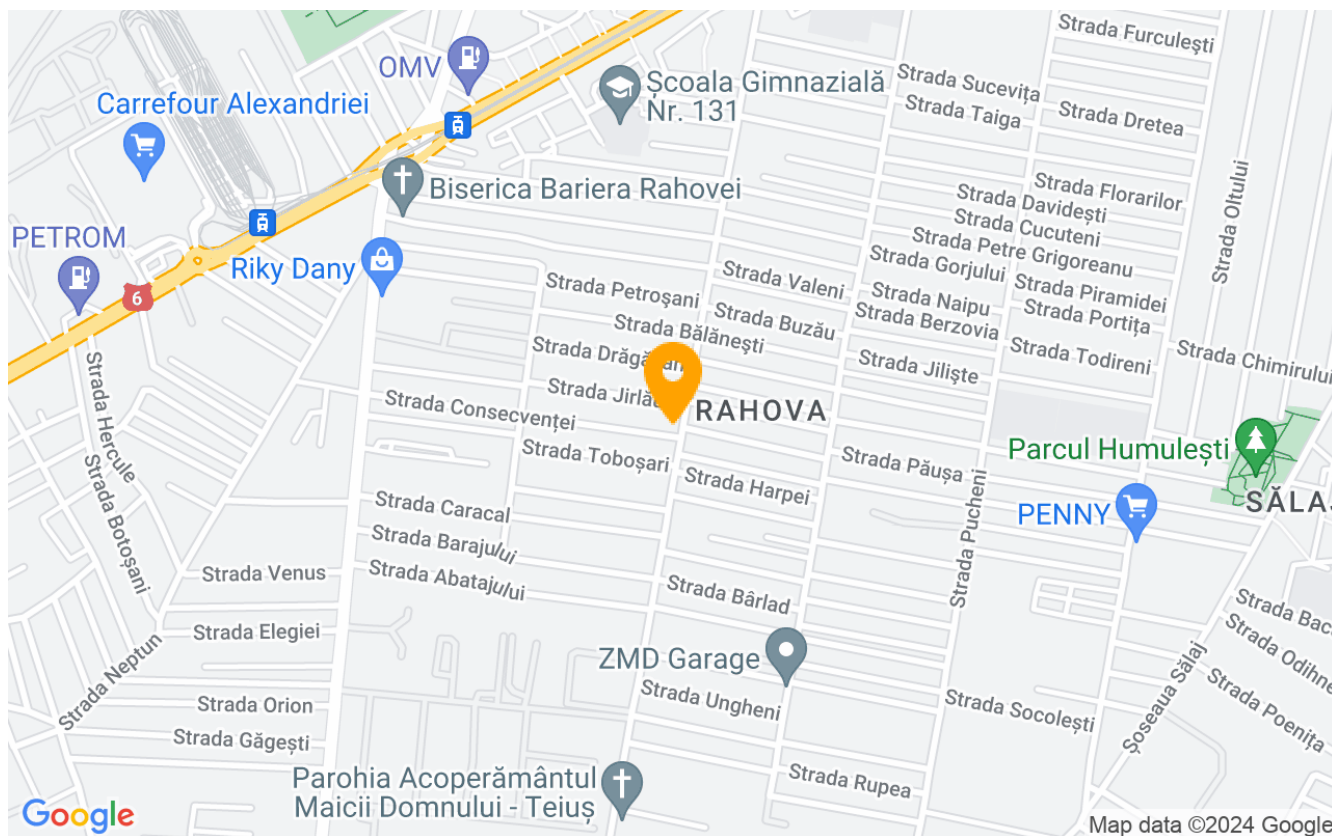 Strada Furculești
OMV
Școala Gimnazială
Nr. 131
Strada Sucevița
Strada Taiga
Strada Dretea
Carrefour Alexandriei
Biserica Bariera Rahovei
Strada Florarilor
Strada Davidești
Strada Cucuteni
Strada Petre Grigoreanu
Strada Oltului
PETROM
6
Riky Dany
Strada Petroșani
Strada Valeni
Strada Gorjului
Strada Naipu
Strada Piramidei
Strada Portița
Strada Bălănești
Strada Buzău
Strada Berzovia
Strada Todireni
Strada Chimirului
Strada Jiliște
Strada
Strada
Strada Hercule
Strada Consecvenței
RAHOVA
Parcul Humulești
Strada Toboșari
Strada Harpei
Strada Păușa
PENNY
Strada Botoșani
Strada Caracal
Strada Barajului
Strada Pucheni
Strada Venus
Strada Abatajului
Strada Bârlad
Strada Elegiei
ZMD Garage
Strada Odihne
Strada Neptun
Strada Orion
Strada Ungheni
Strada Socolești
Șoseaua Sălaj
Strada Poenița
Strada Găgești
Parohia Acoperământul
Maicii Domnului - Teiuș
Strada Rupea
Google
Map data ©2024 Google